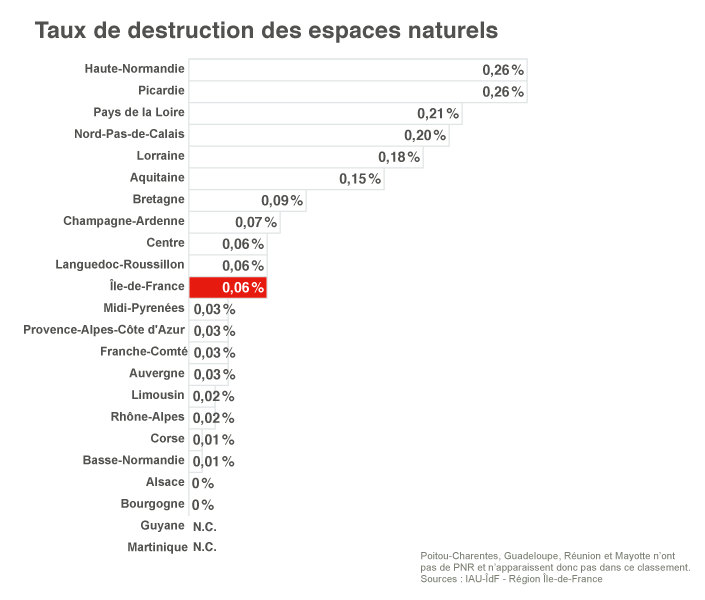 Taux de destruction des espaces naturels
Haute-Normandie 0,26 %
Picardie 0,26 %
Pays de la Loire 0,21 %
Nord-Pas-de-Calais 0,20 %
Lorraine 0,18 %
Aquitaine 0,15 %
Bretagne 0,09 %
Champagne-Ardenne 0,07 %
Centre 0,06 %
Languedoc-Roussillon 0,06 %
Île-de-France 0,06 %
Midi-Pyrenées 0,03 %
Provence-Alpes-Côte d'Azur 0,03 %
Franche-Comté 0,03 %
Auvergne 0,03 %
Limousin 0,02 %
Rhône-Alpes 0,02 %
Corse 0,01 %
Basse-Normandie 0,01 %
Alsace 0 %
Bourgogne 0 %
Guyane N.C.
Martinique N.C.
Poitou-Charentes, Guadeloupe, Réunion et Mayotte n'ont
pas de PNR et n'apparaissent donc pas dans ce classement.
Sources : IAU-ÎdF - Région Île-de-France